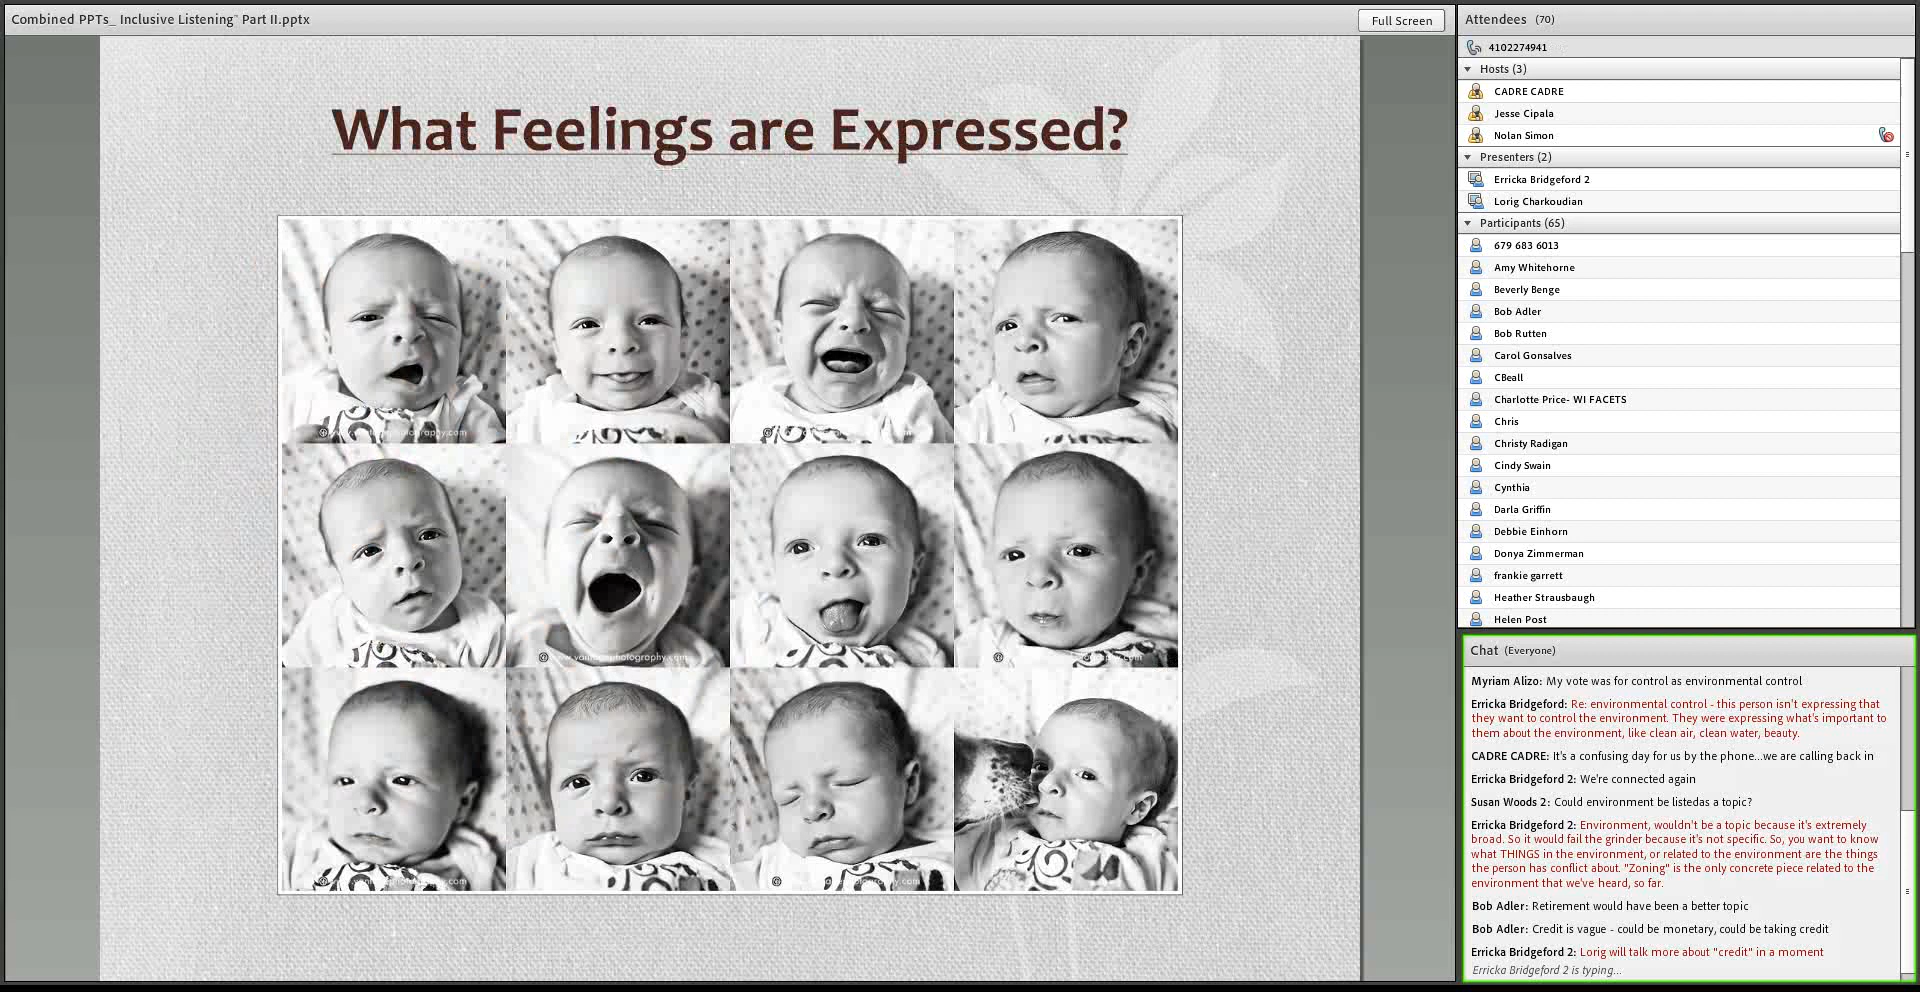 Combined PPTs_ Inclusive Listening™ Part II.pptx
Full Screen
What Feelings are Expressed?
Attendees (70)
4102274941
Hosts (3)
CADRE CADRE
Jesse Cipala
Nolan Simon
Presenters (2)
Erricka Bridgeford 2
Lorig Charkoudian
Participants (65)
679 683 6013
Amy Whitehorne
Beverly Benge
Bob Adler
Bob Rutten
Carol Gonsalves
CBeall
Charlotte Price- WI FACETS
Chris
Christy Radigan
Cindy Swain
Cynthia
Darla Griffin
Debbie Einhorn
Donya Zimmerman
frankie garrett
Heather Strausbaugh
Helen Post
Chat (Everyone)
Myriam Alizo: My vote was for control as environmental control
Erricka Bridgeford: Re: environmental control - this person isn't expressing that
they want to control the environment. They were expressing what's important to
them about the environment, like clean air, clean water, beauty.
CADRE CADRE: It's a confusing day for us by the phone...we are calling back in
Erricka Bridgeford 2: We're connected again
Susan Woods 2: Could environment be listedas a topic?
Erricka Bridgeford 2: Environment, wouldn't be a topic because it's extremely
broad. So it would fail the grinder because it's not specific. So, you want to know
what THINGS in the environment, or related to the environment are the things
the person has conflict about. "Zoning" is the only concrete piece related to the
environment that we've heard, so far.
Bob Adler: Retirement would have been a better topic
Bob Adler: Credit is vague - could be monetary, could be taking credit
Erricka Bridgeford 2: Lorig will talk more about "credit" in a moment
Erricka Bridgeford 2 is typing...